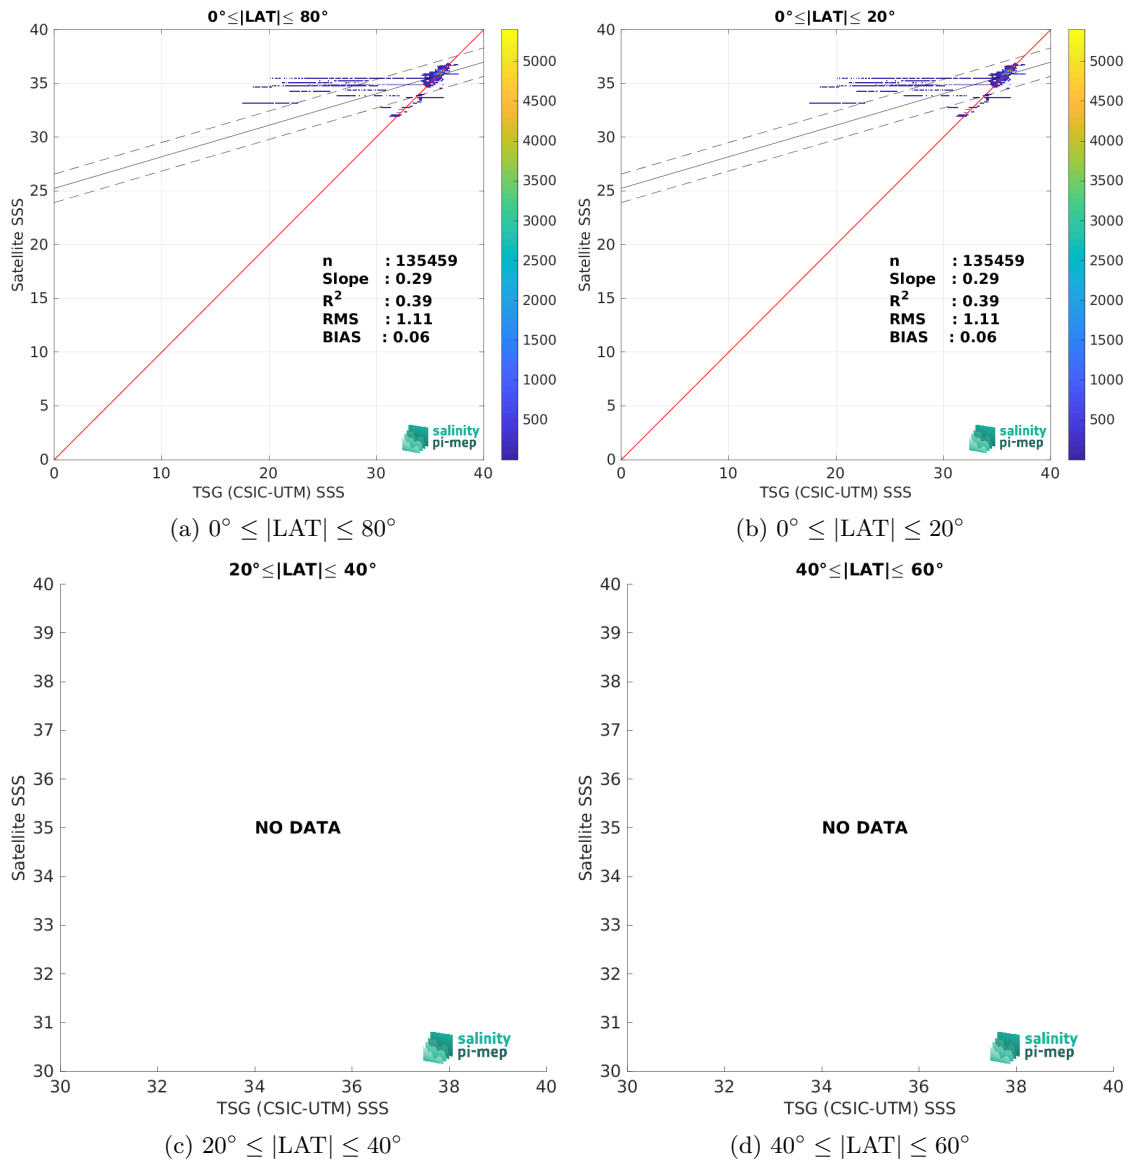 0°≤|LAT|≤ 80°
40
35
30
25
20
15
10
5
0
0
10
20
30
40
5000
4500
4000
3500
3000
2500
2000
1500
1000
500
Satellite SSS
TSG (CSIC-UTM) SSS
n : 135459
Slope : 0.29
R² : 0.39
RMS : 1.11
BIAS : 0.06
salinity
pi-mep
(a) 0° ≤ |LAT| ≤ 80°
0°≤|LAT|≤ 20°
40
35
30
25
20
15
10
5
0
0
10
20
30
40
5000
4500
4000
3500
3000
2500
2000
1500
1000
500
Satellite SSS
TSG (CSIC-UTM) SSS
n : 135459
Slope : 0.29
R² : 0.39
RMS : 1.11
BIAS : 0.06
salinity
pi-mep
(b) 0° ≤ |LAT| ≤ 20°
20°≤|LAT|≤ 40°
40
39
38
37
36
35
34
33
32
31
30
30
32
34
36
38
40
Satellite SSS
NO DATA
salinity
pi-mep
TSG (CSIC-UTM) SSS
(c) 20° ≤ |LAT| ≤ 40°
40°≤|LAT|≤ 60°
40
39
38
37
36
35
34
33
32
31
30
30
32
34
36
38
40
Satellite SSS
NO DATA
salinity
pi-mep
TSG (CSIC-UTM) SSS
(d) 40° ≤ |LAT| ≤ 60°